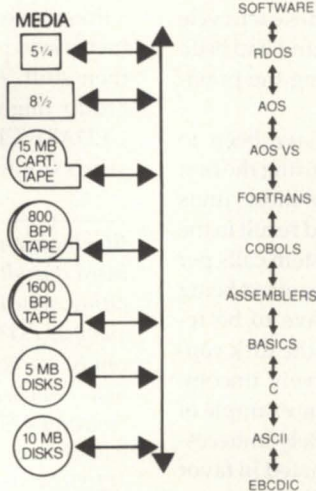 MEDIA
5¼
8½
15 MB
CART.
TAPE
800
BPI
TAPE
1600
BPI
TAPE
5 MB
DISKS
10 MB
DISKS
SOFTWARE
RDOS
AOS
AOS VS
FORTRANS
COBOLS
ASSEMBLERS
BASICS
C
ASCII
EBCDIC